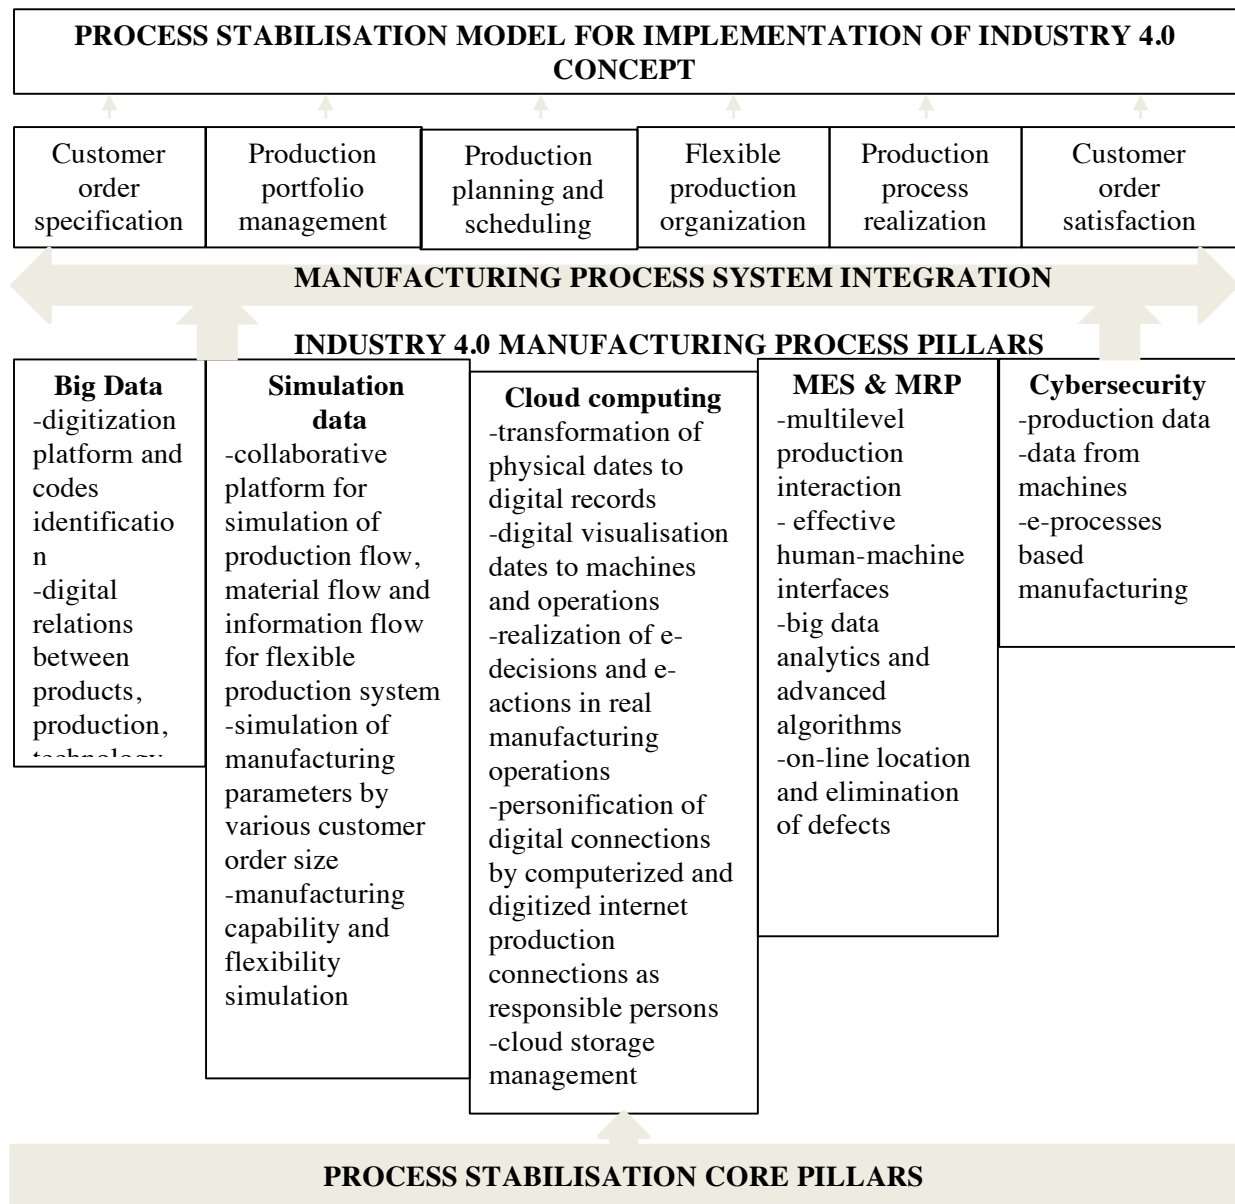 PROCESS STABILISATION MODEL FOR IMPLEMENTATION OF INDUSTRY 4.0
CONCEPT
Customer
order
specification
Production
portfolio
management
Production
planning and
scheduling
Flexible
production
organization
Production
process
realization
Customer
order
satisfaction
MANUFACTURING PROCESS SYSTEM INTEGRATION
INDUSTRY 4.0 MANUFACTURING PROCESS PILLARS
Big Data
-digitization
platform and
codes
identificatio
n
-digital
relations
between
products,
production,
Simulation
data
-collaborative
platform for
simulation of
production flow,
material flow and
information flow
for flexible
production system
-simulation of
manufacturing
parameters by
various customer
order size
-manufacturing
capability and
flexibility
simulation
Cloud computing
-transformation of
physical dates to
digital records
-digital visualisation
dates to machines
and operations
-realization of e-
decisions and e-
actions in real
manufacturing
operations
-personification of
digital connections
by computerized and
digitized internet
production
connections as
responsible persons
-cloud storage
management
MES & MRP
-multilevel
production
interaction
- effective
human-machine
interfaces
-big data
analytics and
advanced
algorithms
-on-line location
and elimination
of defects
Cybersecurity
-production data
-data from
machines
-e-processes
based
manufacturing
PROCESS STABILISATION CORE PILLARS